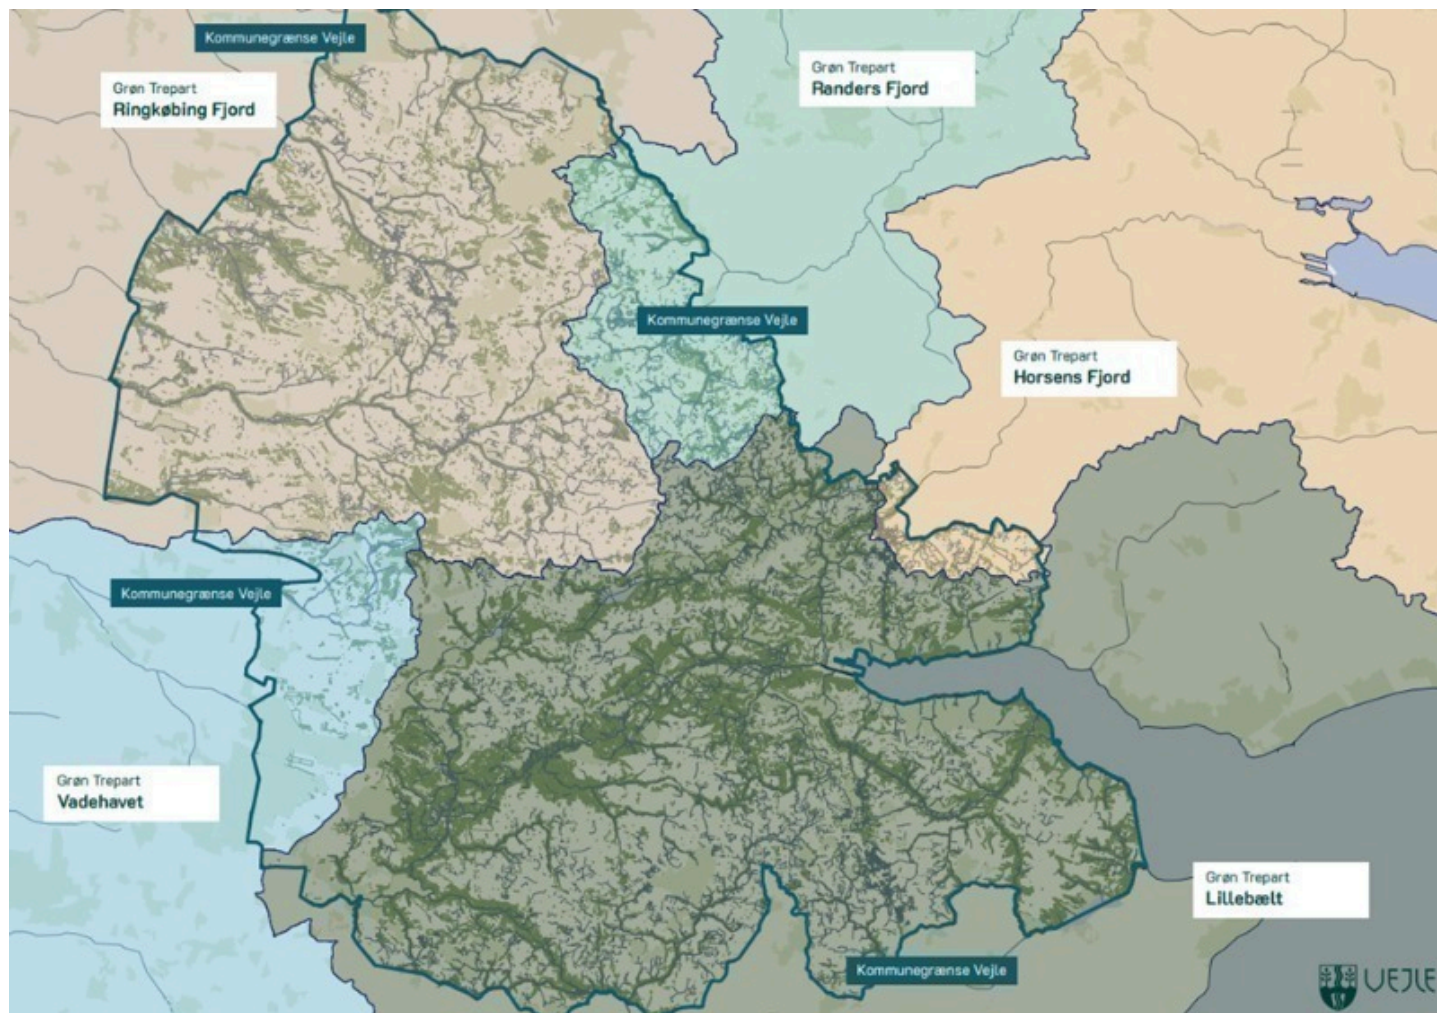 Kommunegrænse Vejle
Grøn Trepart
Ringkøbing Fjord
Grøn Trepart
Randers Fjord
Kommunegrænse Vejle
Grøn Trepart
Horsens Fjord
Kommunegrænse Vejle
Grøn Trepart
Vadehavet
Grøn Trepart
Lillebælt
Kommunegrænse Vejle
VEJLE